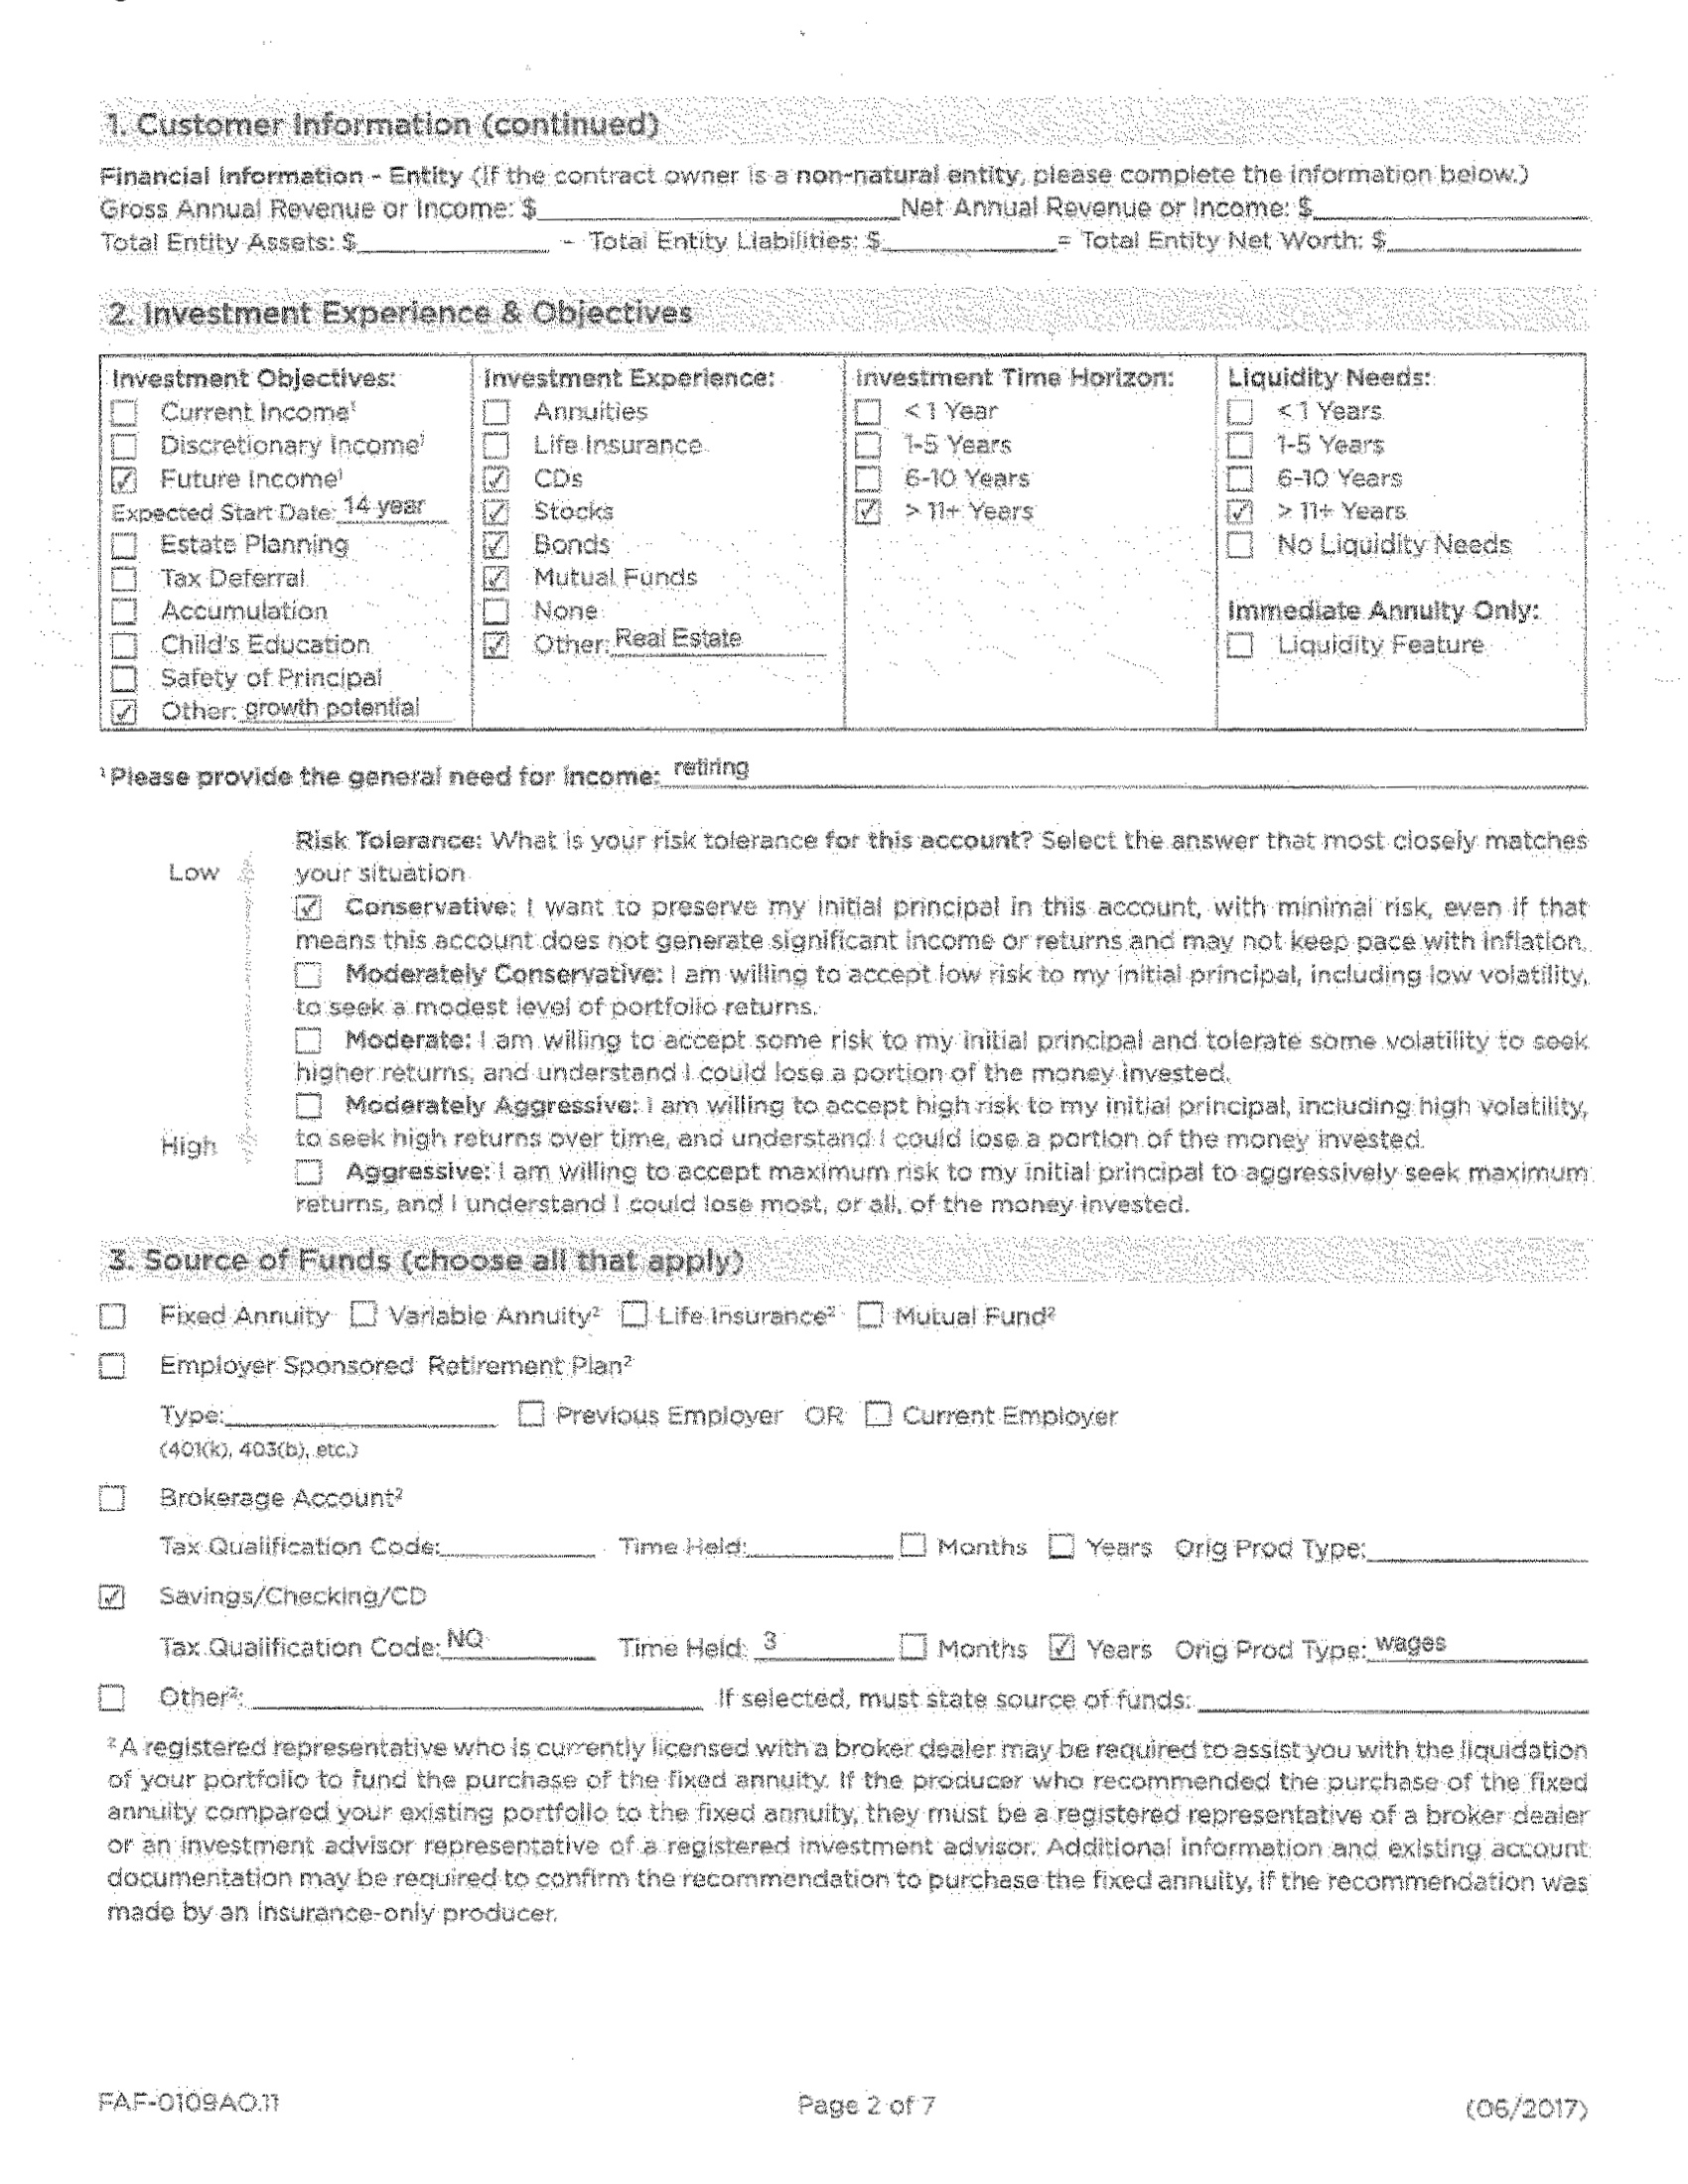 1. Customer Information (continued)
Financial Information - Entity (If the contract owner is a non-natural entity, please complete the information below.)
Gross Annual Revenue or Income: $ Net Annual Revenue or Income: $
Total Entity Assets: $ - Total Entity Liabilities: $ = Total Entity Net Worth: $
2. Investment Experience & Objectives
Investment Objectives:
☐ Current Income¹
☐ Discretionary Income¹
☑ Future Income¹
Expected Start Date: 14 year
☐ Estate Planning
☐ Tax Deferral
☐ Accumulation
☐ Child's Education
☐ Safety of Principal
☑ Other: growth potential
Investment Experience:
☐ Annuities
☐ Life Insurance
☑ CDs
☑ Stocks
☑ Bonds
☑ Mutual Funds
☐ None
☑ Other: Real Estate
Investment Time Horizon:
☐ <1 Year
☐ 1-5 Years
☐ 6-10 Years
☑ > 11+ Years
Liquidity Needs:
☐ <1 Years
☐ 1-5 Years
☐ 6-10 Years
☑ > 11+ Years
☐ No Liquidity Needs
Immediate Annuity Only:
☐ Liquidity Feature
¹Please provide the general need for income: retiring
Low
High
Risk Tolerance: What is your risk tolerance for this account? Select the answer that most closely matches
your situation
☑ Conservative: I want to preserve my initial principal in this account, with minimal risk, even if that
means this account does not generate significant income or returns and may not keep pace with inflation.
☐ Moderately Conservative: I am willing to accept low risk to my initial principal, including low volatility,
to seek a modest level of portfolio returns.
☐ Moderate: I am willing to accept some risk to my initial principal and tolerate some volatility to seek
higher returns, and understand I could lose a portion of the money invested.
☐ Moderately Aggressive: I am willing to accept high risk to my initial principal, including high volatility,
to seek high returns over time, and understand I could lose a portion of the money invested.
☐ Aggressive: I am willing to accept maximum risk to my initial principal to aggressively seek maximum
returns, and I understand I could lose most, or all, of the money invested.
3. Source of Funds (choose all that apply)
☐ Fixed Annuity ☐ Variable Annuity² ☐ Life Insurance² ☐ Mutual Fund²
☐ Employer Sponsored Retirement Plan²
Type: ☐ Previous Employer OR ☐ Current Employer
(401(k), 403(b), etc.)
☐ Brokerage Account²
Tax Qualification Code: Time Held: ☐ Months ☐ Years Orig Prod Type:
☑ Savings/Checking/CD
Tax Qualification Code: NQ Time Held: 3 ☐ Months ☑ Years Orig Prod Type: wages
☐ Other²: If selected, must state source of funds:
²A registered representative who is currently licensed with a broker dealer may be required to assist you with the liquidation
of your portfolio to fund the purchase of the fixed annuity. If the producer who recommended the purchase of the fixed
annuity compared your existing portfolio to the fixed annuity, they must be a registered representative of a broker dealer
or an investment advisor representative of a registered investment advisor. Additional information and existing account
documentation may be required to confirm the recommendation to purchase the fixed annuity, if the recommendation was
made by an insurance-only producer.
FAF-0109AO.11 Page 2 of 7 (06/2017)